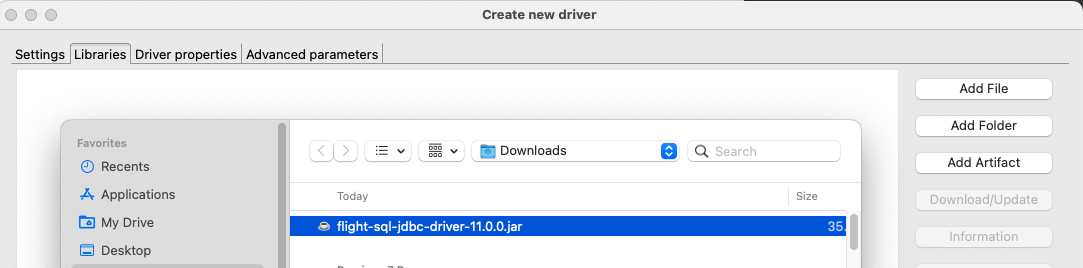 Create new driver
Settings Libraries Driver properties Advanced parameters
Add File
Add Folder
Add Artifact
Download/Update
Information
Favorites
Recents
Applications
My Drive
Desktop
Downloads
Search
Today Size
flight-sql-jdbc-driver-11.0.0.jar 35.